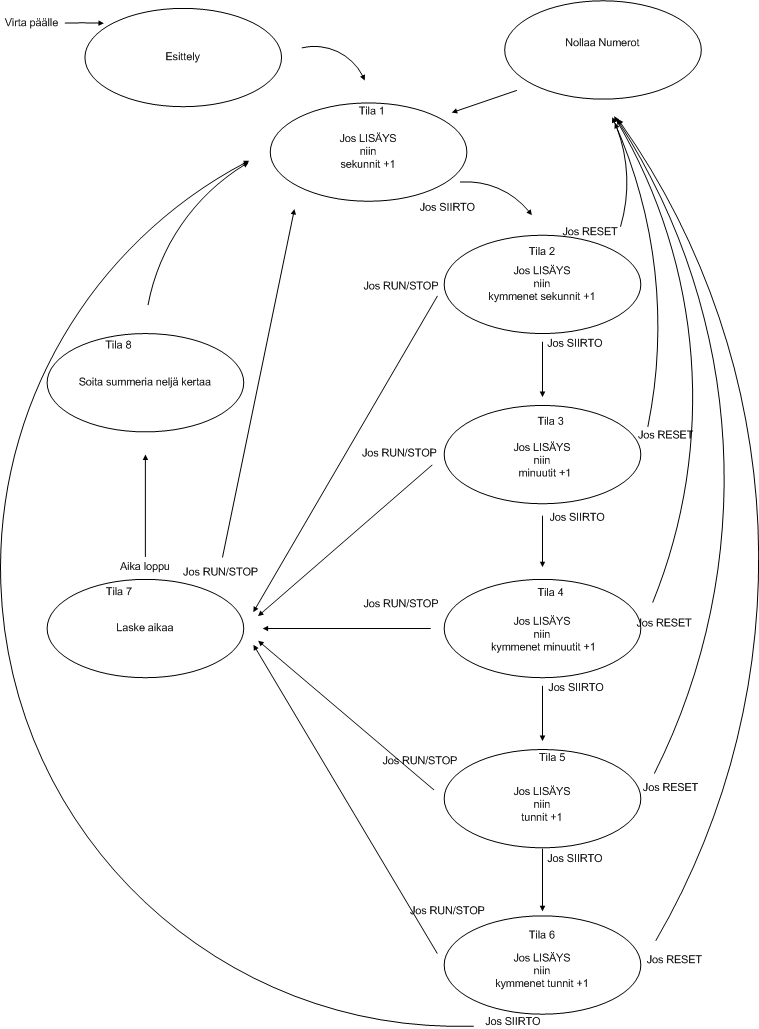 Virta päälle
Esittely
Nollaa Numerot
Tila 1
Jos LISÄYS
niin
sekunnit +1
Jos SIIRTO
Jos RESET
Tila 2
Jos LISÄYS
niin
kymmenet sekunnit +1
Jos RUN/STOP
Jos SIIRTO
Tila 8
Soita summeria neljä kertaa
Tila 3
Jos LISÄYS
niin
minuutit +1
Jos RESET
Jos RUN/STOP
Jos SIIRTO
Aika loppu
Jos RUN/STOP
Tila 7
Laske aikaa
Tila 4
Jos LISÄYS
niin
kymmenet minuutit +1
Jos RUN/STOP
Jos RESET
Jos SIIRTO
Tila 5
Jos LISÄYS
niin
tunnit +1
Jos RUN/STOP
Jos RESET
Jos SIIRTO
Jos RUN/STOP
Tila 6
Jos LISÄYS
niin
kymmenet tunnit +1
Jos RESET
Jos SIIRTO